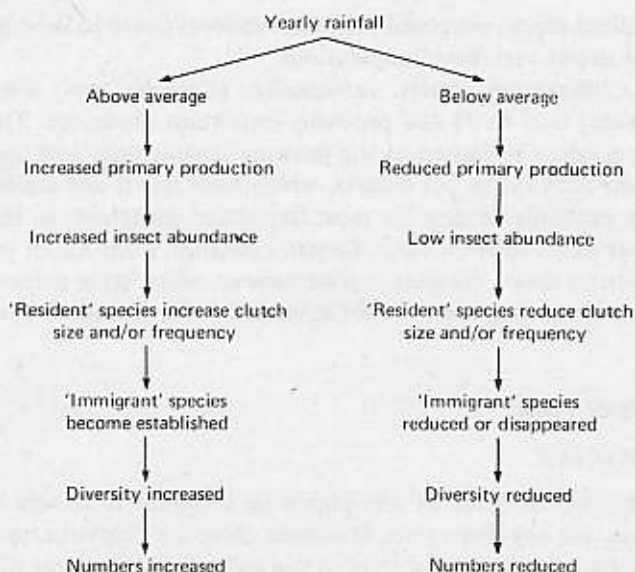 Yearly rainfall
Above average
Increased primary production
Increased insect abundance
'Resident' species increase clutch
size and/or frequency
'Immigrant' species
become established
Diversity increased
Numbers increased
Below average
Reduced primary production
Low insect abundance
'Resident' species reduce clutch
size and/or frequency
'Immigrant' species
reduced or disappeared
Diversity reduced
Numbers reduced